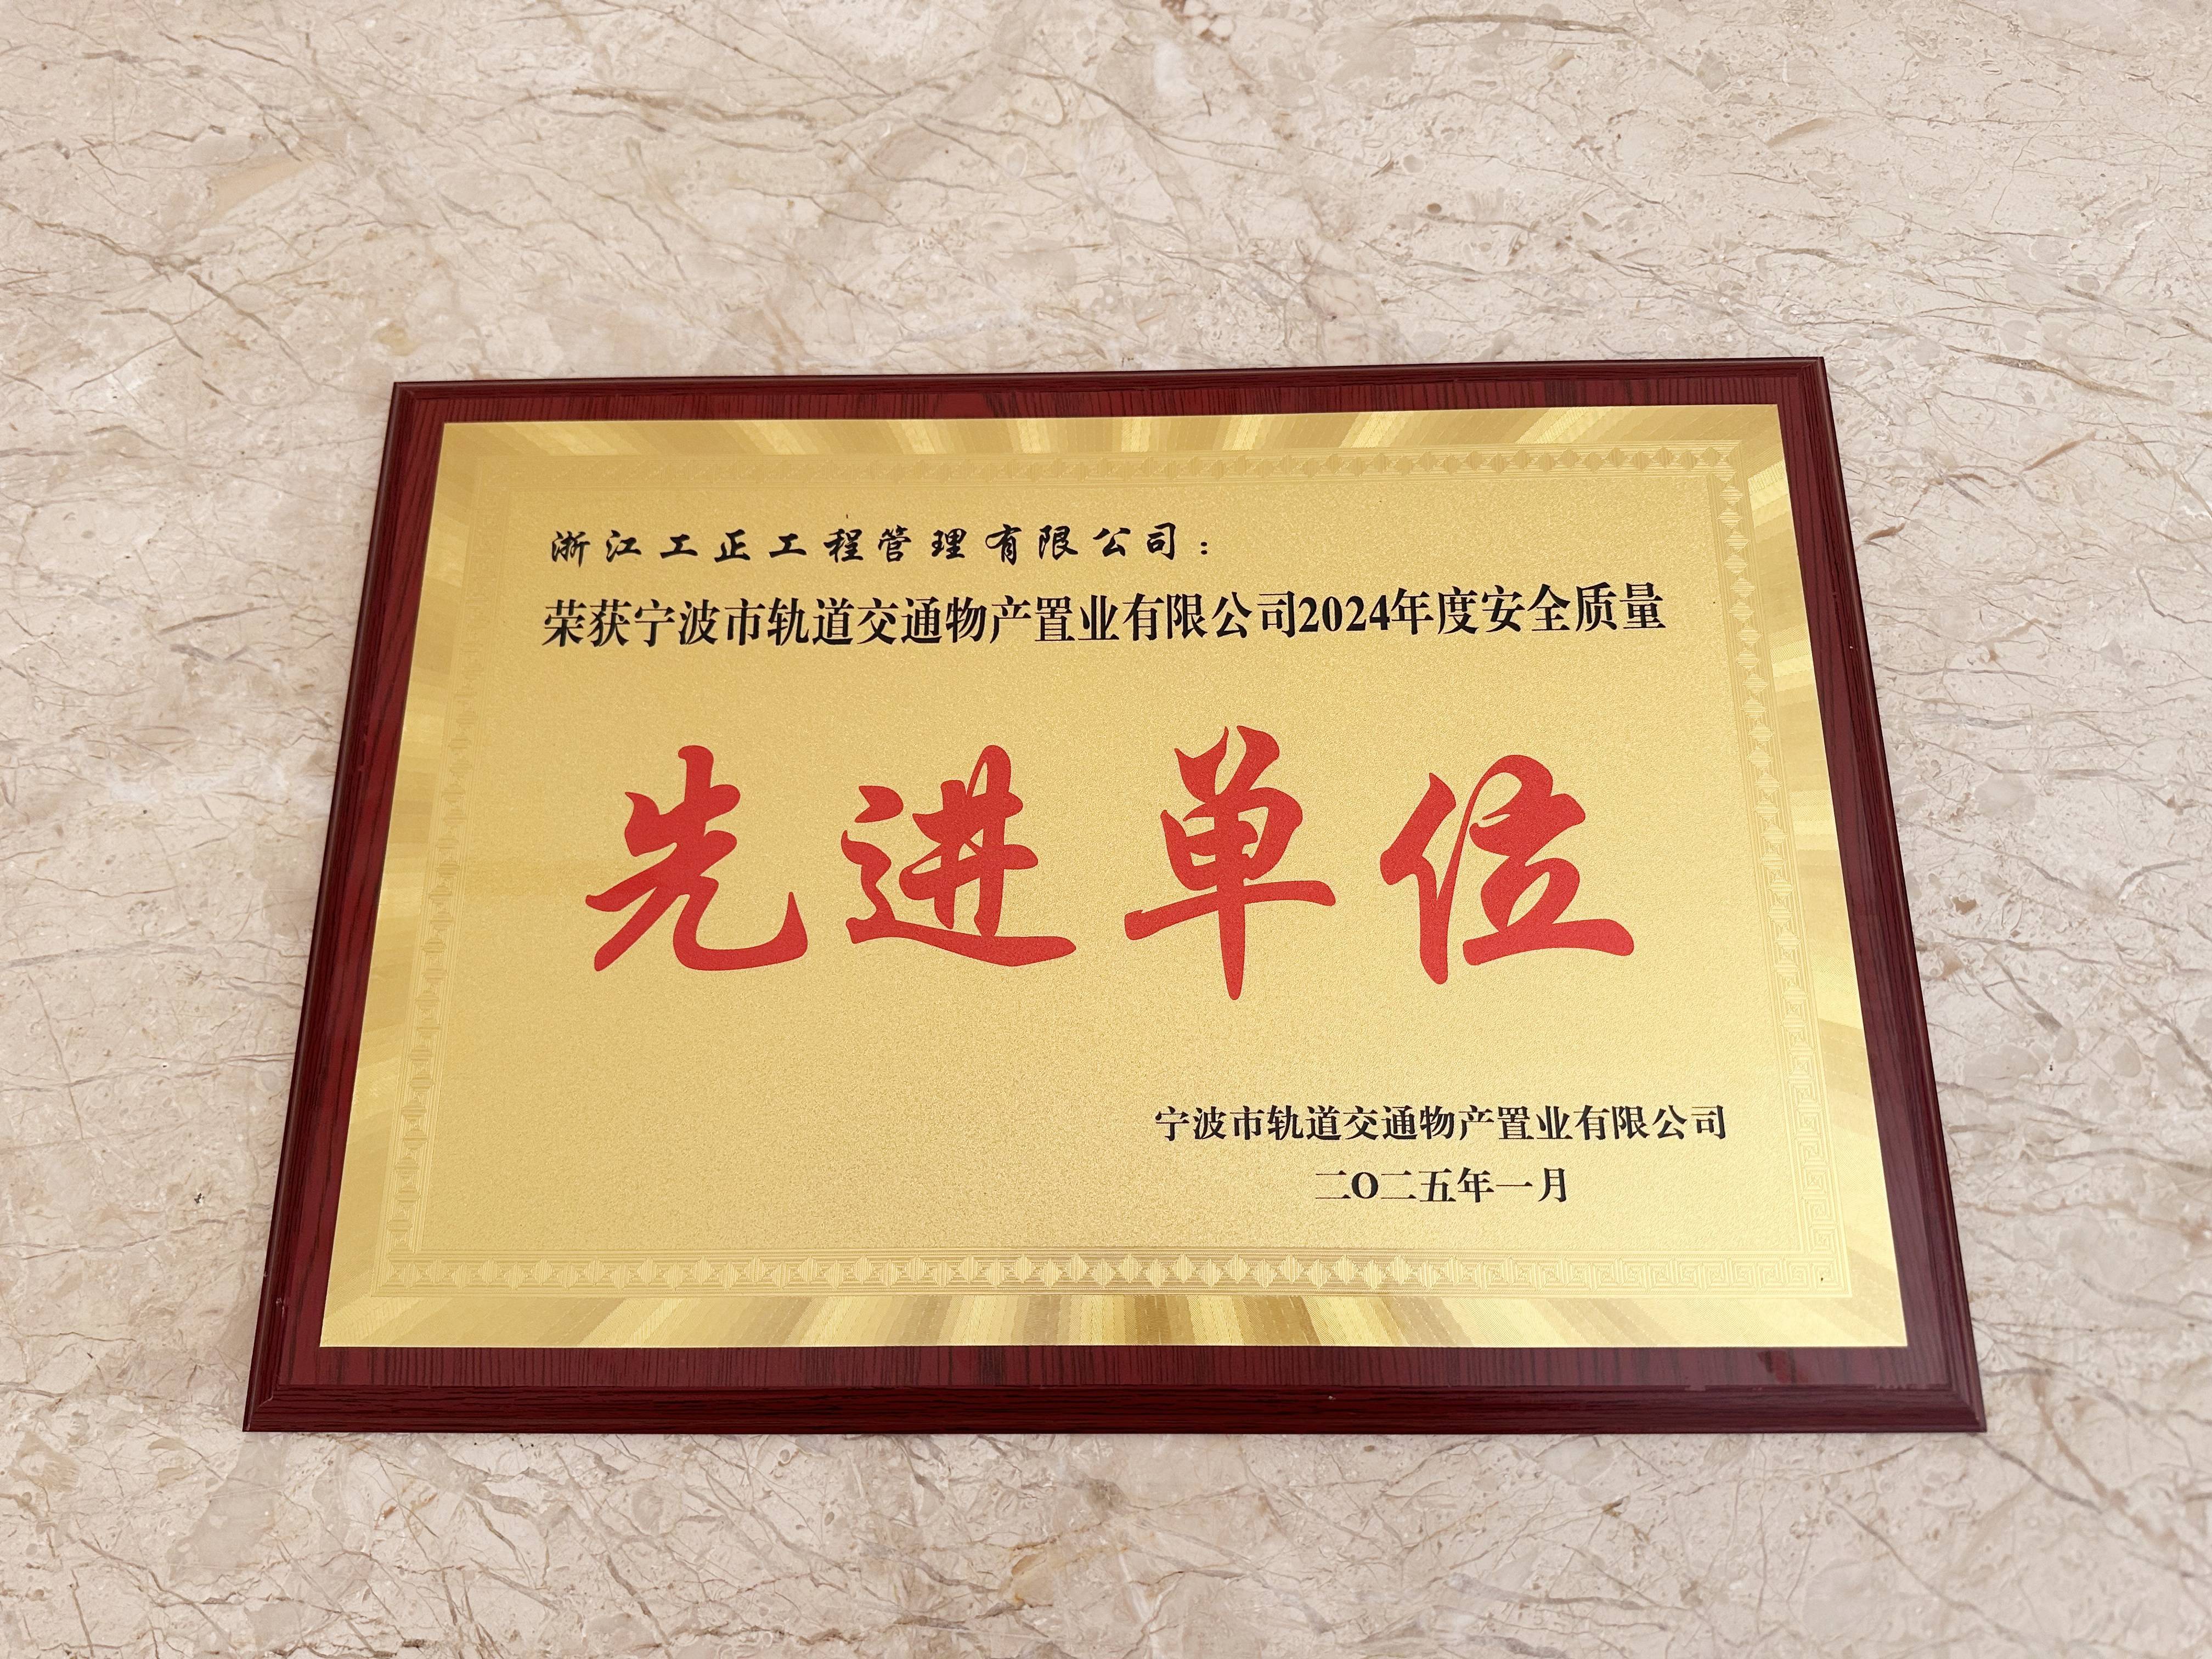 浙江工正工程管理有限公司：
荣获宁波市轨道交通物产置业有限公司2024年度安全质量
先进单位
宁波市轨道交通物产置业有限公司
二O二五年一月